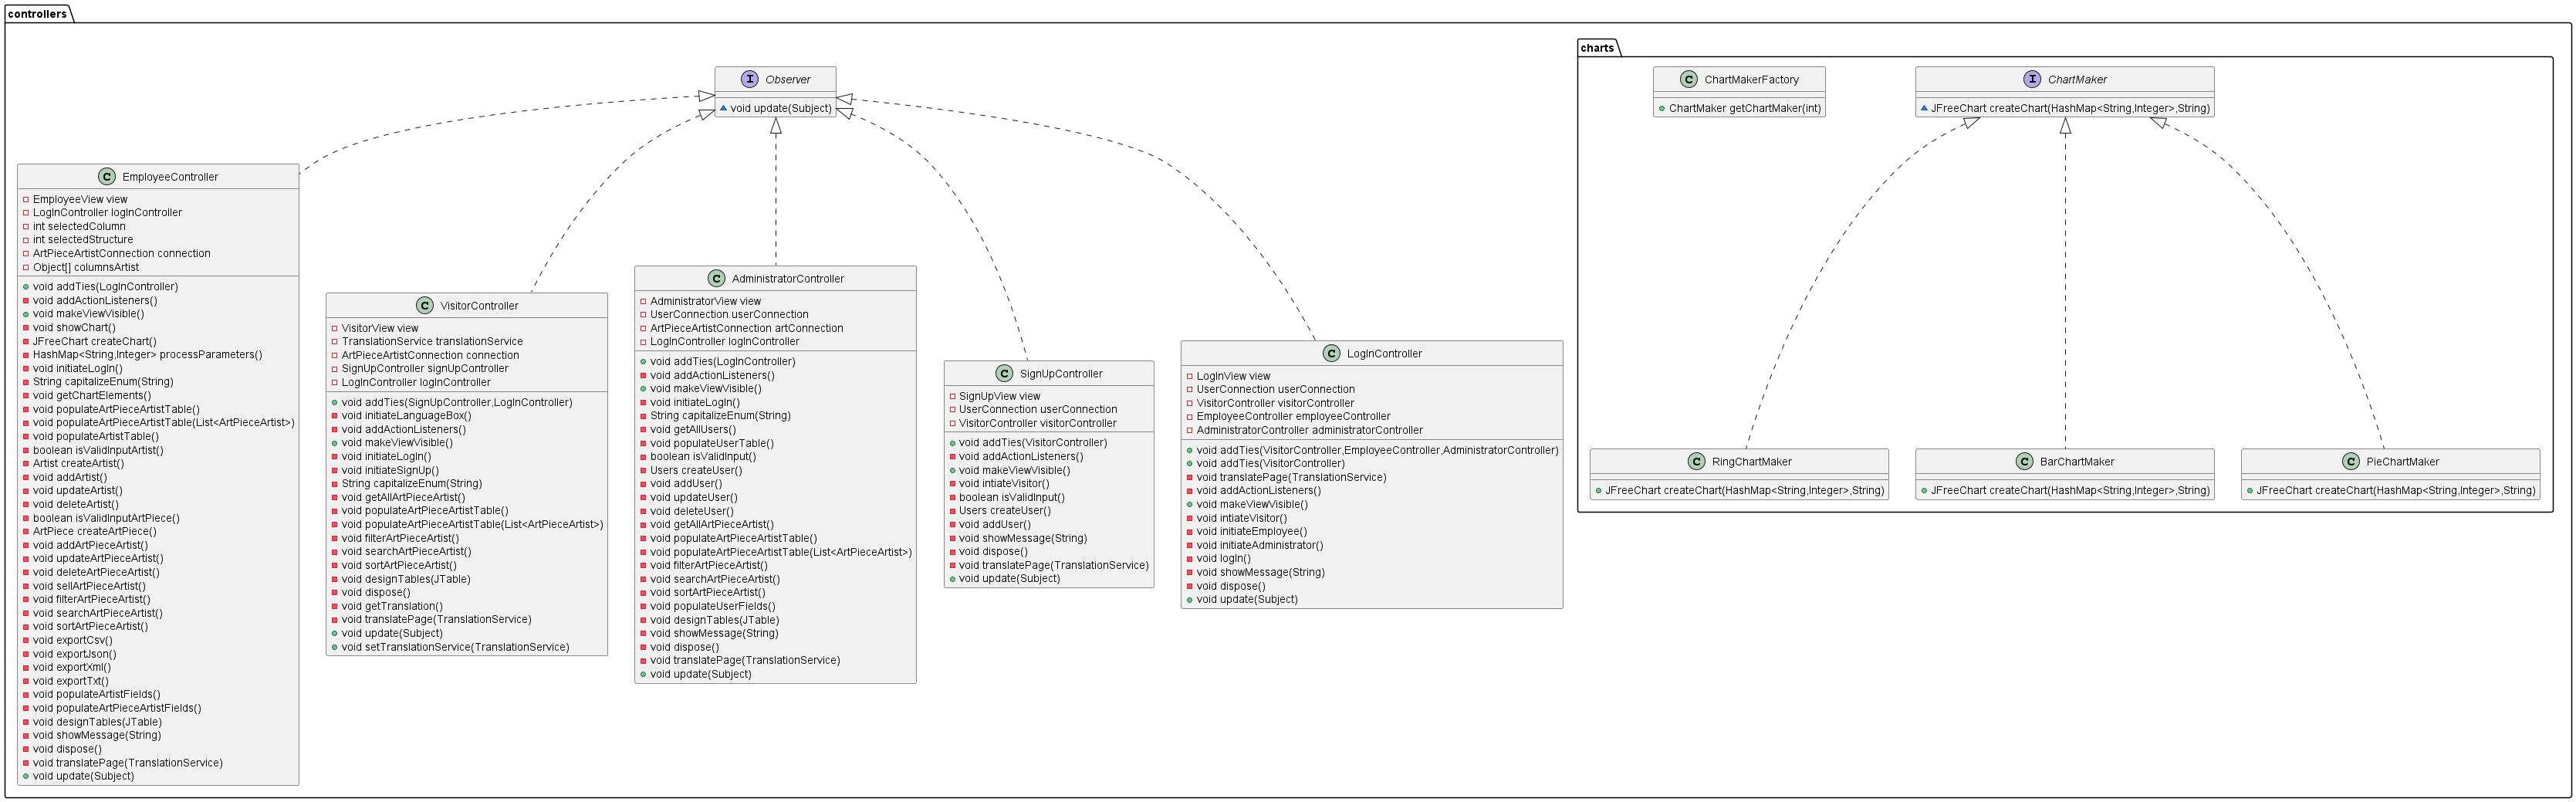 controllers
charts
I Observer
void update(Subject)
C ChartMakerFactory
ChartMaker getChartMaker(int)
I ChartMaker
JFreeChart createChart(HashMap<String,Integer>,String)
C EmployeeController
EmployeeView view
LogInController logInController
int selectedColumn
int selectedStructure
ArtPieceArtistConnection connection
Object[] columnsArtist
void addTies(LogInController)
void addActionListeners()
void makeViewVisible()
void showChart()
JFreeChart createChart()
HashMap<String,Integer> processParameters()
void initiateLogIn()
String capitalizeEnum(String)
void getChartElements()
void populateArtPieceArtistTable()
void populateArtPieceArtistTable(List<ArtPieceArtist>)
void populateArtistTable()
boolean isValidInputArtist()
Artist createArtist()
void addArtist()
void updateArtist()
void deleteArtist()
boolean isValidInputArtPiece()
ArtPiece createArtPiece()
void addArtPieceArtist()
void updateArtPieceArtist()
void deleteArtPieceArtist()
void sellArtPieceArtist()
void filterArtPieceArtist()
void searchArtPieceArtist()
void sortArtPieceArtist()
void exportCsv()
void exportJson()
void exportXml()
void exportTxt()
void populateArtistFields()
void populateArtPieceArtistFields()
void designTables(JTable)
void showMessage(String)
void dispose()
void translatePage(TranslationService)
void update(Subject)
C VisitorController
VisitorView view
TranslationService translationService
ArtPieceArtistConnection connection
SignUpController signUpController
LogInController logInController
void addTies(SignUpController,LogInController)
void initiateLanguageBox()
void addActionListeners()
void makeViewVisible()
void initiateLogIn()
void initiateSignUp()
String capitalizeEnum(String)
void getAllArtPieceArtist()
void populateArtPieceArtistTable()
void populateArtPieceArtistTable(List<ArtPieceArtist>)
void filterArtPieceArtist()
void searchArtPieceArtist()
void sortArtPieceArtist()
void designTables(JTable)
void dispose()
void getTranslation()
void translatePage(TranslationService)
void update(Subject)
void setTranslationService(TranslationService)
C AdministratorController
AdministratorView view
UserConnection userConnection
ArtPieceArtistConnection artConnection
LogInController logInController
void addTies(LogInController)
void addActionListeners()
void makeViewVisible()
void initiateLogIn()
String capitalizeEnum(String)
void getAllUsers()
void populateUserTable()
boolean isValidInput()
Users createUser()
void addUser()
void updateUser()
void deleteUser()
void getAllArtPieceArtist()
void populateArtPieceArtistTable()
void populateArtPieceArtistTable(List<ArtPieceArtist>)
void filterArtPieceArtist()
void searchArtPieceArtist()
void sortArtPieceArtist()
void populateUserFields()
void designTables(JTable)
void showMessage(String)
void dispose()
void translatePage(TranslationService)
void update(Subject)
C SignUpController
SignUpView view
UserConnection userConnection
VisitorController visitorController
void addTies(VisitorController)
void addActionListeners()
void makeViewVisible()
void intiateVisitor()
boolean isValidInput()
Users createUser()
void addUser()
void showMessage(String)
void dispose()
void translatePage(TranslationService)
void update(Subject)
C LogInController
LogInView view
UserConnection userConnection
VisitorController visitorController
EmployeeController employeeController
AdministratorController administratorController
void addTies(VisitorController,EmployeeController,AdministratorController)
void addTies(VisitorController)
void translatePage(TranslationService)
void addActionListeners()
void makeViewVisible()
void intiateVisitor()
void initiateEmployee()
void initiateAdministrator()
void logIn()
void showMessage(String)
void dispose()
void update(Subject)
C RingChartMaker
JFreeChart createChart(HashMap<String,Integer>,String)
C BarChartMaker
JFreeChart createChart(HashMap<String,Integer>,String)
C PieChartMaker
JFreeChart createChart(HashMap<String,Integer>,String)